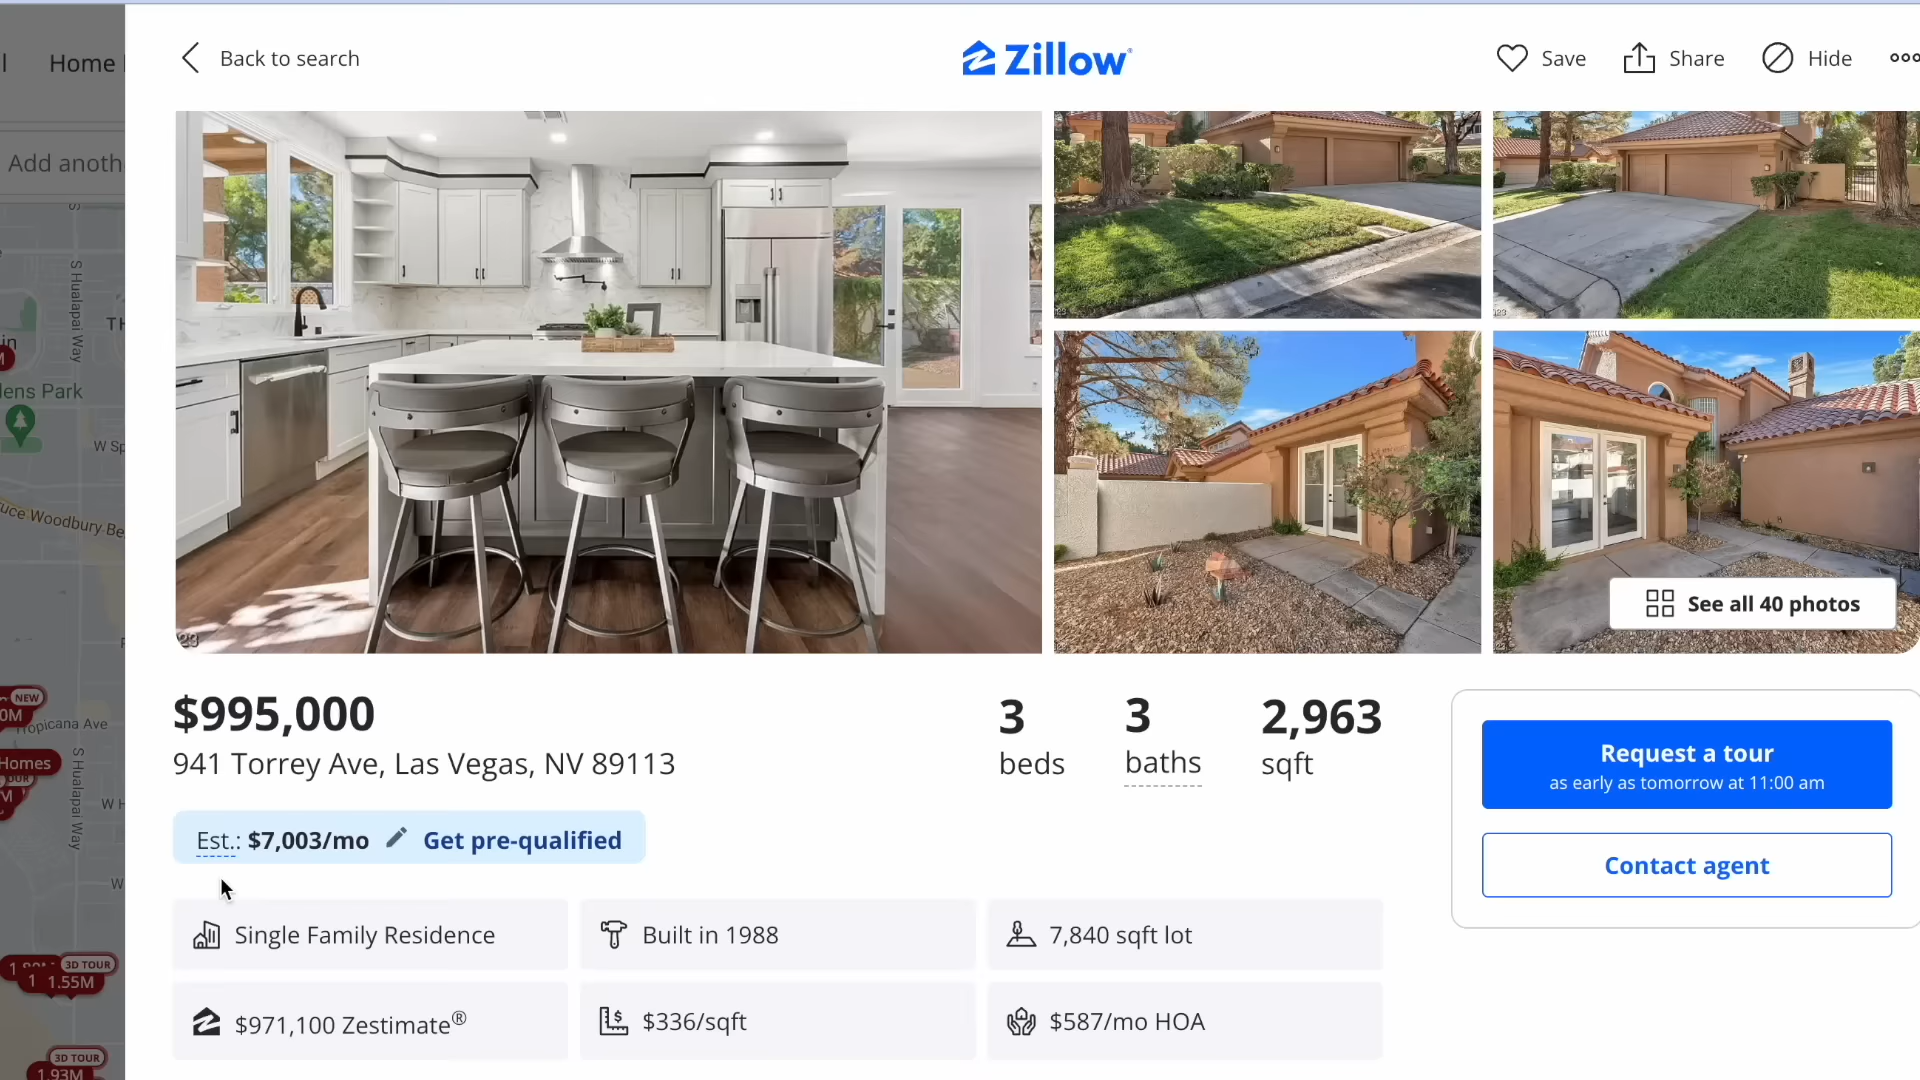 Back to search
Zillow
Save
Share
Hide
Home
Add anoth
S Hualapai Way
lens Park
W Sp
uce Woodbury Be
NEW
0M
Tropicana Ave
Homes
S Hualapai Way
W H
W
3D TOUR
1.55M
3D TOUR
1.93M
23
See all 40 photos
$995,000
941 Torrey Ave, Las Vegas, NV 89113
3
beds
3
baths
2,963
sqft
Request a tour
as early as tomorrow at 11:00 am
Contact agent
Est.: $7,003/mo
Get pre-qualified
Single Family Residence
Built in 1988
7,840 sqft lot
$971,100 Zestimate®
$336/sqft
$587/mo HOA